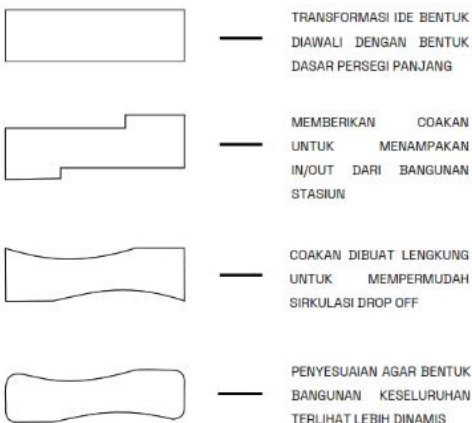 TRANSFORMASI IDE BENTUK
DIAWALI DENGAN BENTUK
DASAR PERSEGI PANJANG
MEMBERIKAN COAKAN
UNTUK MENAMPAKAN
IN/OUT DARI BANGUNAN
STASIUN
COAKAN DIBUAT LENGKUNG
UNTUK MEMPERMUDAH
SIRKULASI DROP OFF
PENYESUAIAN AGAR BENTUK
BANGUNAN KESELURUHAN
TERLIHAT LEBIH DINAMIS